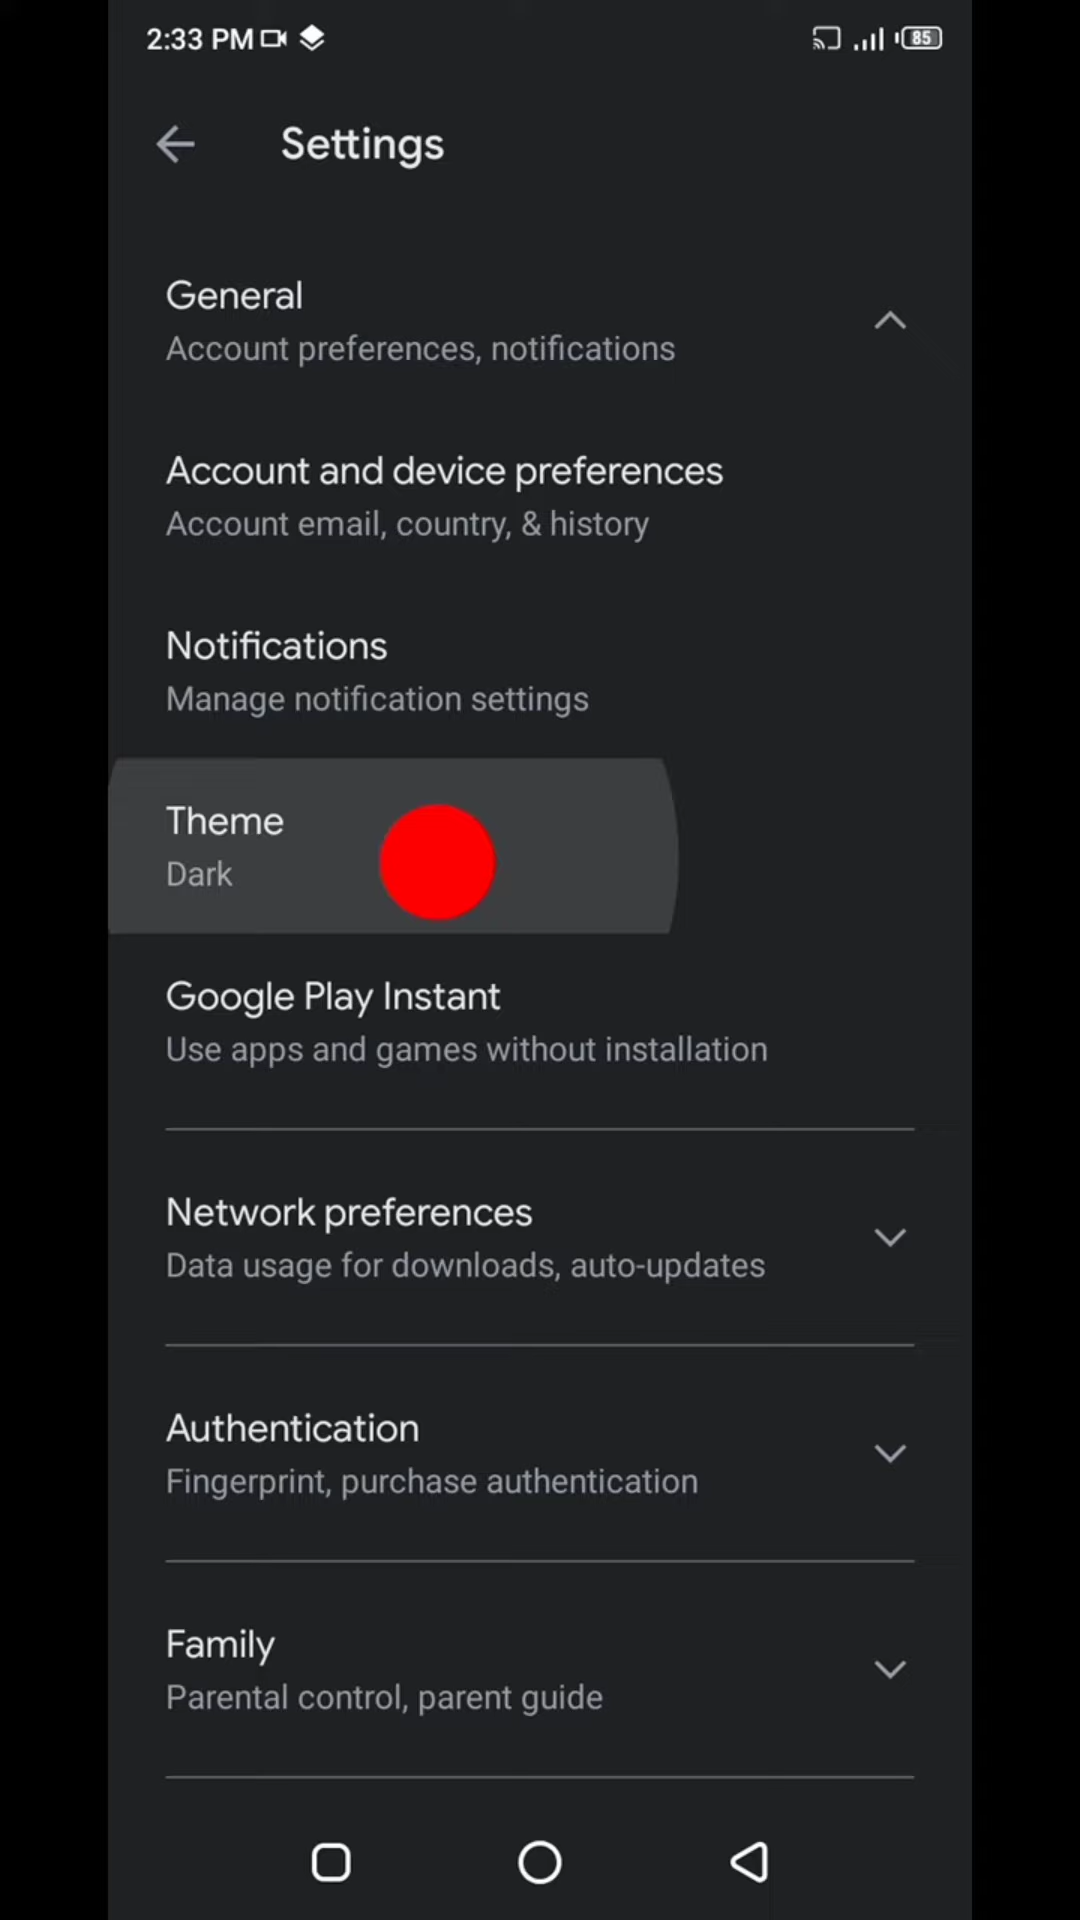 2:33 PM
85
Settings
General
Account preferences, notifications
Account and device preferences
Account email, country, & history
Notifications
Manage notification settings
Theme
Dark
Google Play Instant
Use apps and games without installation
Network preferences
Data usage for downloads, auto-updates
Authentication
Fingerprint, purchase authentication
Family
Parental control, parent guide